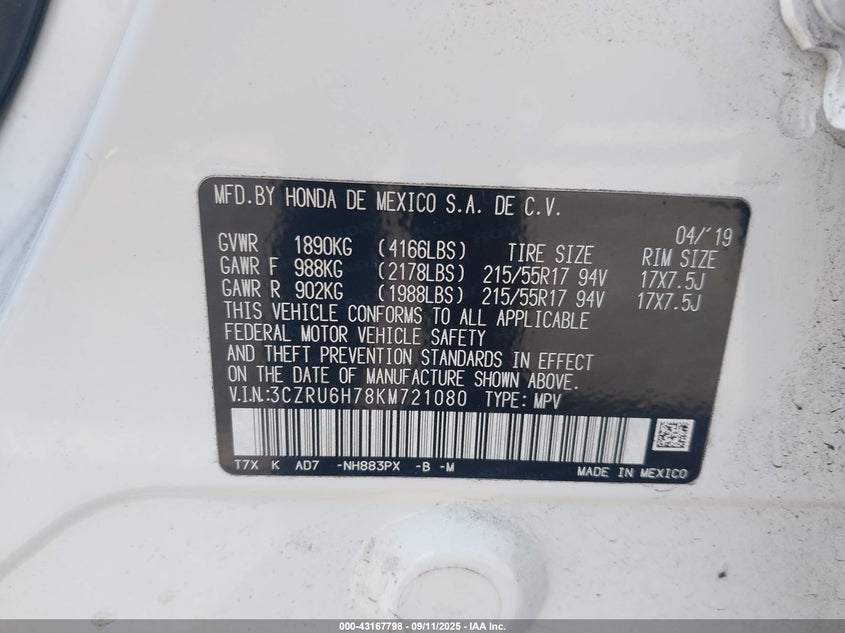 MFD.BY HONDA DE MEXICO S.A. DE C.V.
04/'19
GVWR 1890KG (4166LBS) TIRE SIZE RIM SIZE
GAWR F 988KG (2178LBS) 215/55R17 94V 17X7.5J
GAWR R 902KG (1988LBS) 215/55R17 94V 17X7.5J
THIS VEHICLE CONFORMS TO ALL APPLICABLE
FEDERAL MOTOR VEHICLE SAFETY
AND THEFT PREVENTION STANDARDS IN EFFECT
ON THE DATE OF MANUFACTURE SHOWN ABOVE.
V.I.N.:3CZRU6H78KM721080 TYPE: MPV
T7X K AD7 -NH883PX -B -M MADE IN MEXICO
000-43167798 - 09/11/2025 - IAA Inc.